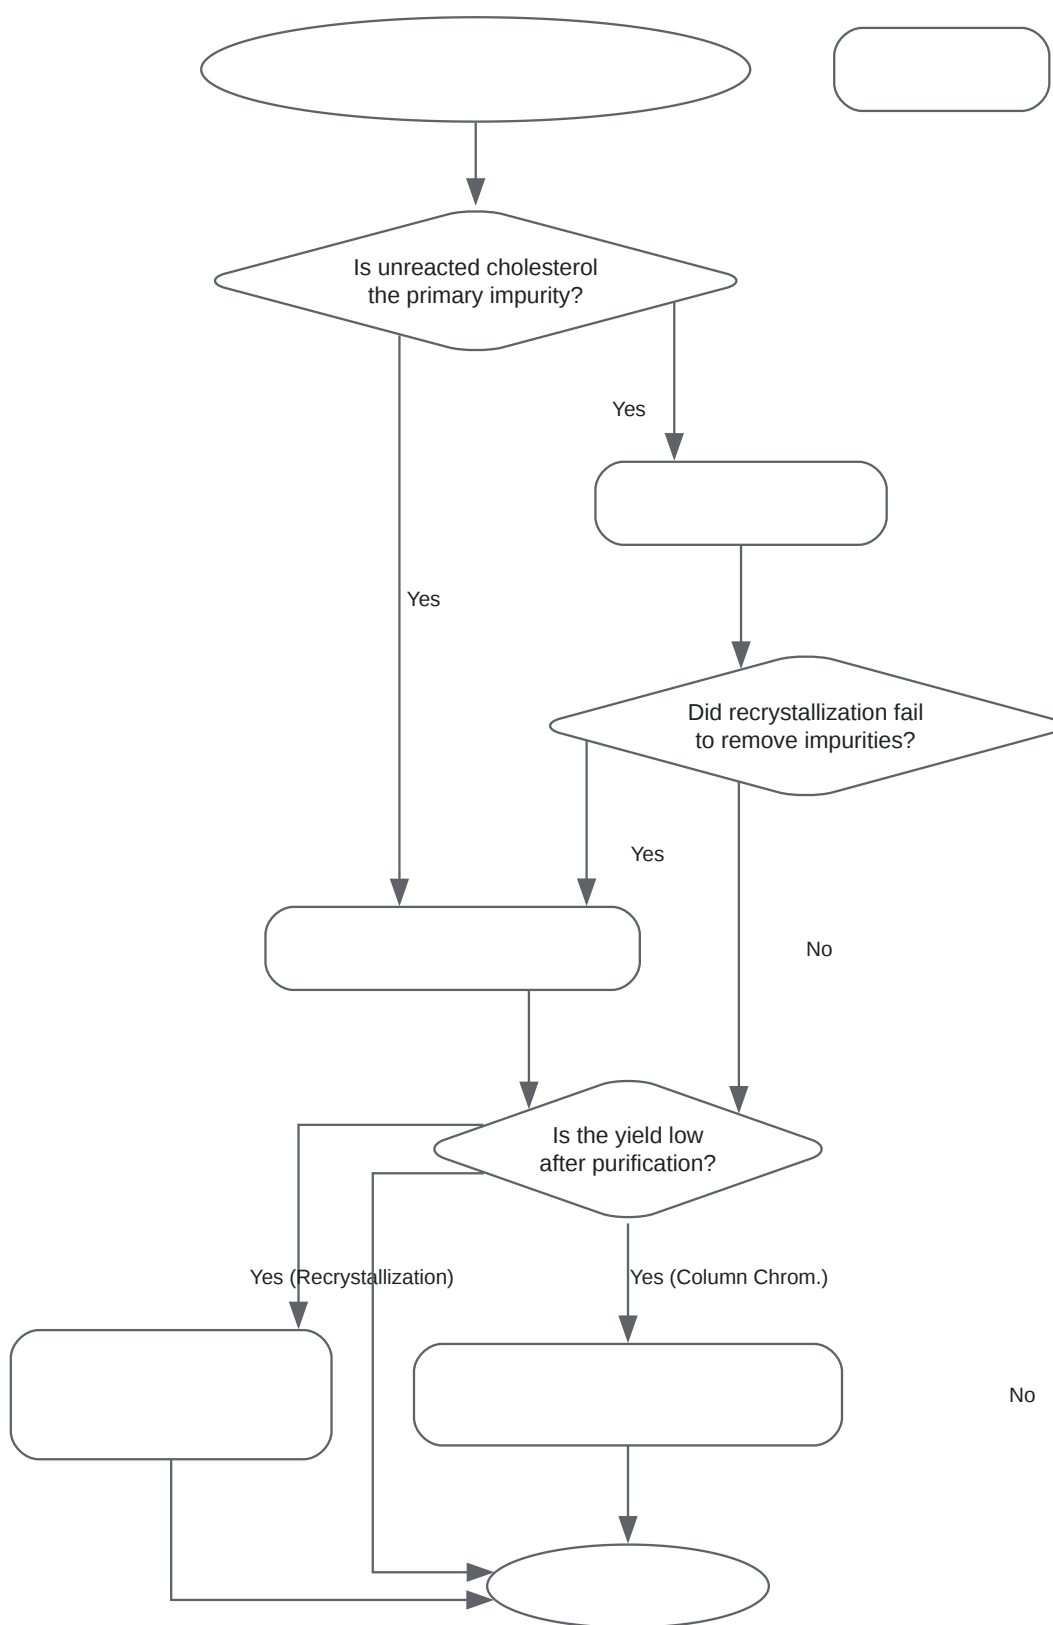 Is unreacted cholesterol
the primary impurity?
Yes
Yes
Did recrystallization fail
to remove impurities?
Yes
No
Is the yield low
after purification?
Yes (Recrystallization)
Yes (Column Chrom.)
No